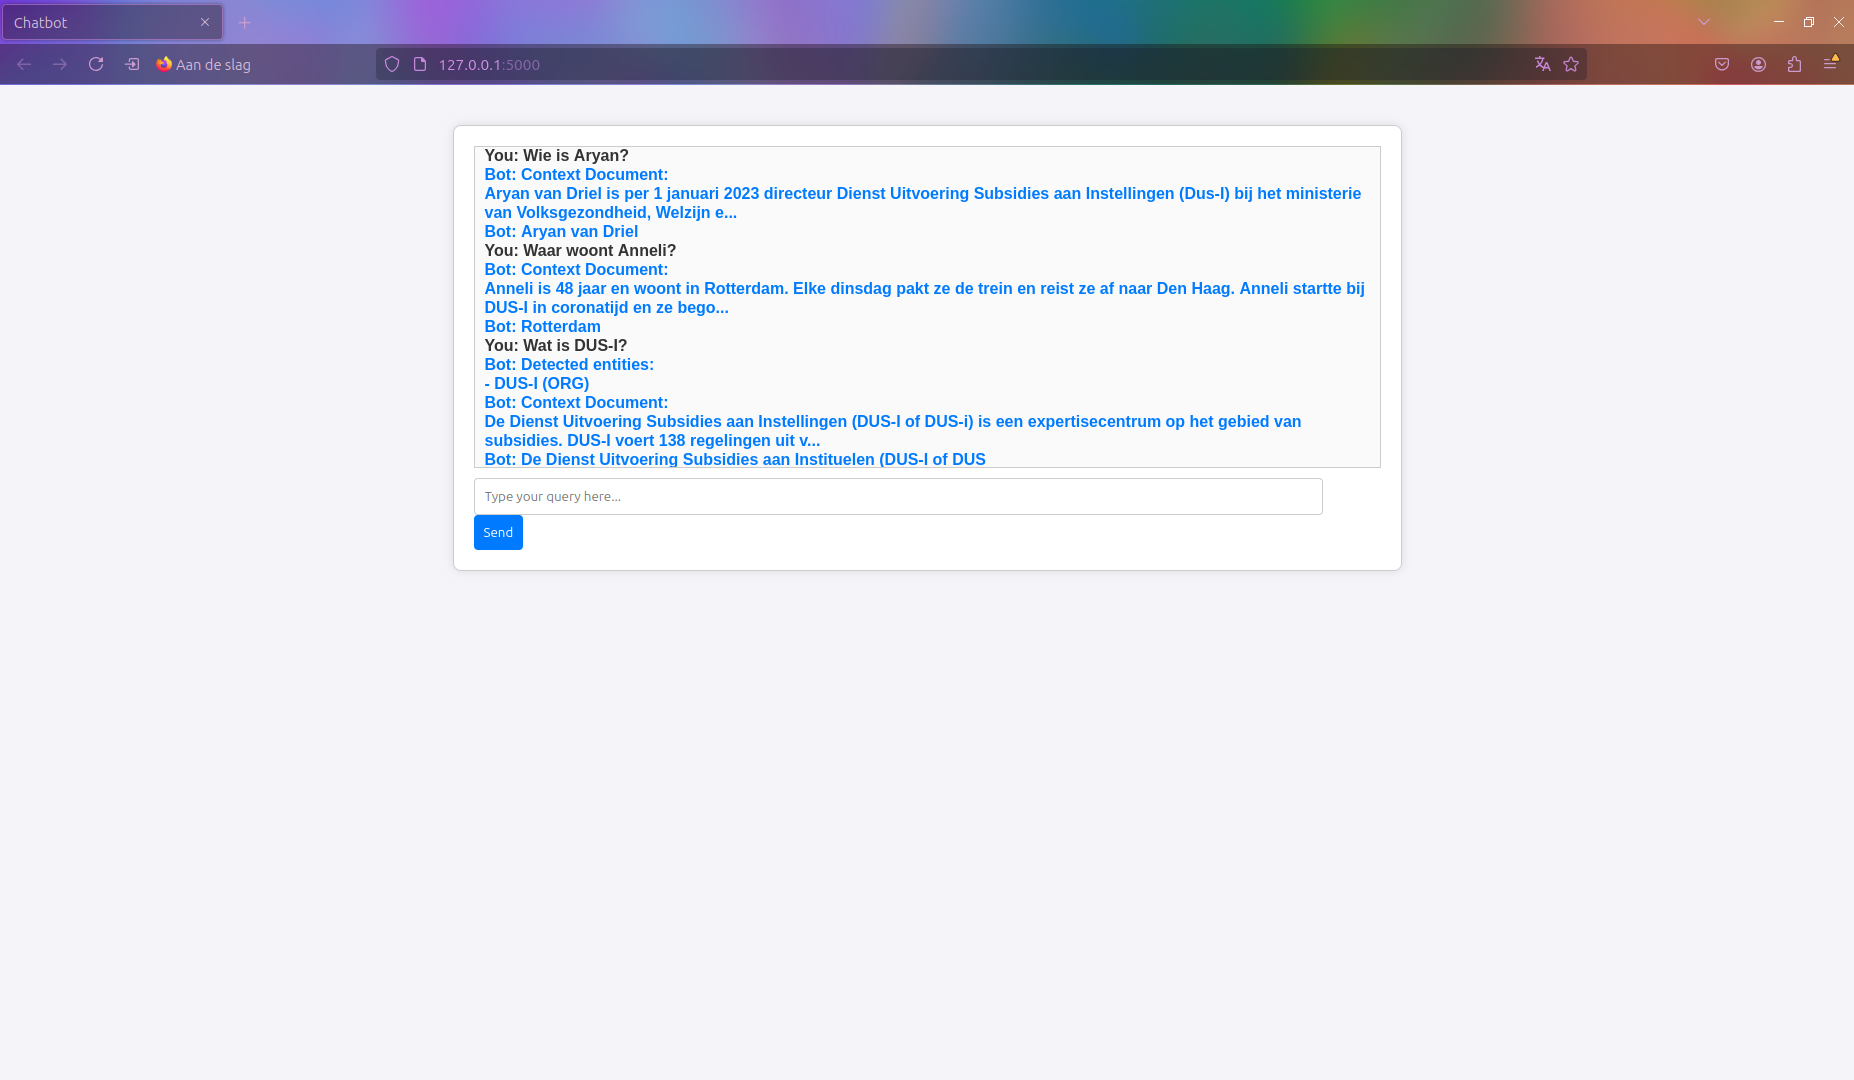 Chatbot
Aan de slag
127.0.0.1:5000
You: Wie is Aryan?
Bot: Context Document:
Aryan van Driel is per 1 januari 2023 directeur Dienst Uitvoering Subsidies aan Instellingen (Dus-I) bij het ministerie
van Volksgezondheid, Welzijn e...
Bot: Aryan van Driel
You: Waar woont Anneli?
Bot: Context Document:
Anneli is 48 jaar en woont in Rotterdam. Elke dinsdag pakt ze de trein en reist ze af naar Den Haag. Anneli startte bij
DUS-I in coronatijd en ze bego...
Bot: Rotterdam
You: Wat is DUS-I?
Bot: Detected entities:
- DUS-I (ORG)
Bot: Context Document:
De Dienst Uitvoering Subsidies aan Instellingen (DUS-I of DUS-i) is een expertisecentrum op het gebied van
subsidies. DUS-I voert 138 regelingen uit v...
Bot: De Dienst Uitvoering Subsidies aan Instituelen (DUS-I of DUS
Type your query here...
Send